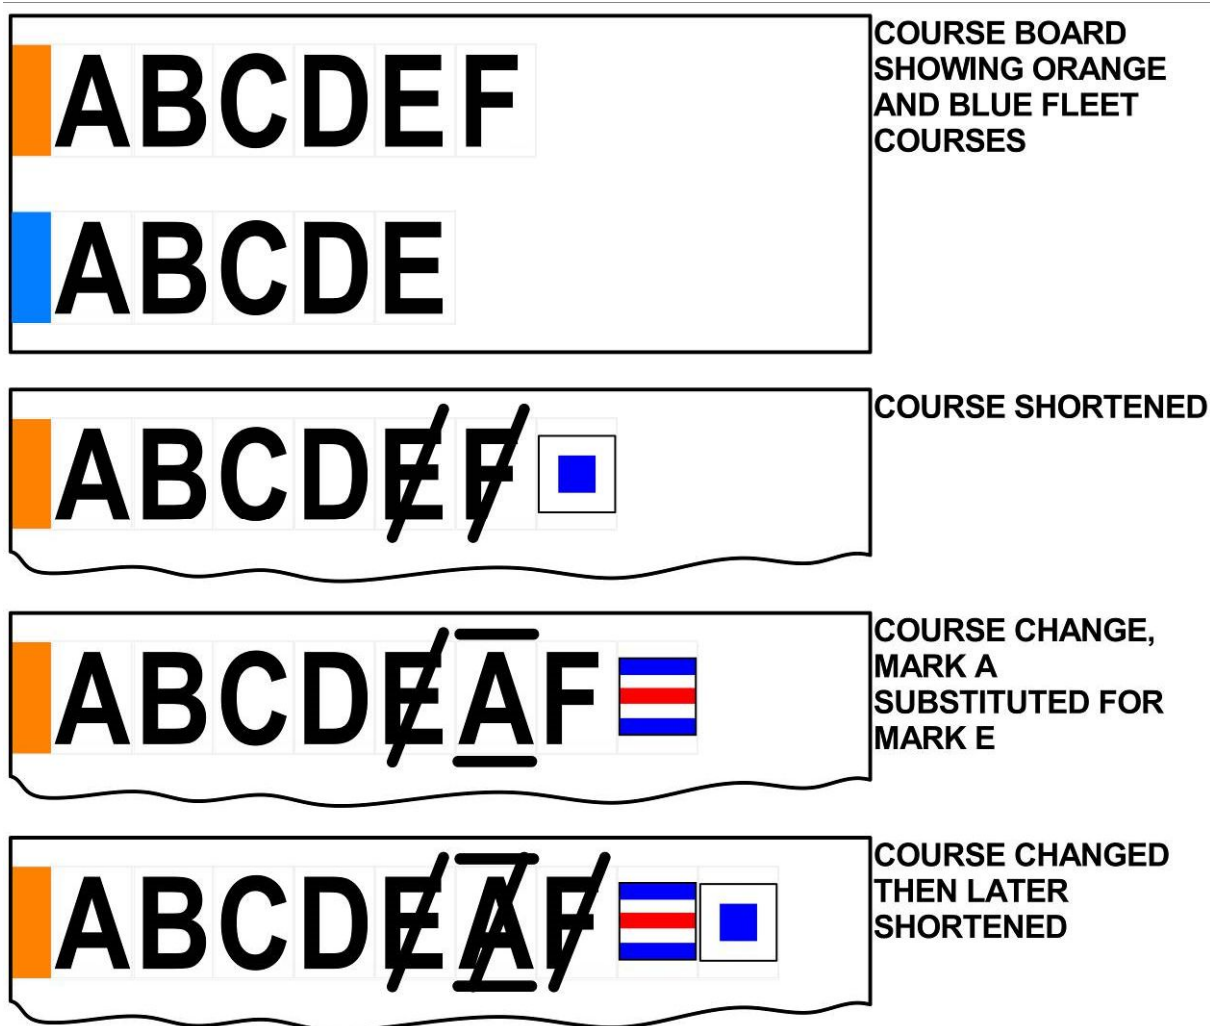 ABCDEF
COURSE BOARD
SHOWING ORANGE
AND BLUE FLEET
COURSES
ABCDE
ABCDEF
COURSE SHORTENED
ABCDEAF
COURSE CHANGE,
MARK A
SUBSTITUTED FOR
MARK E
ABCDEAF
COURSE CHANGED
THEN LATER
SHORTENED